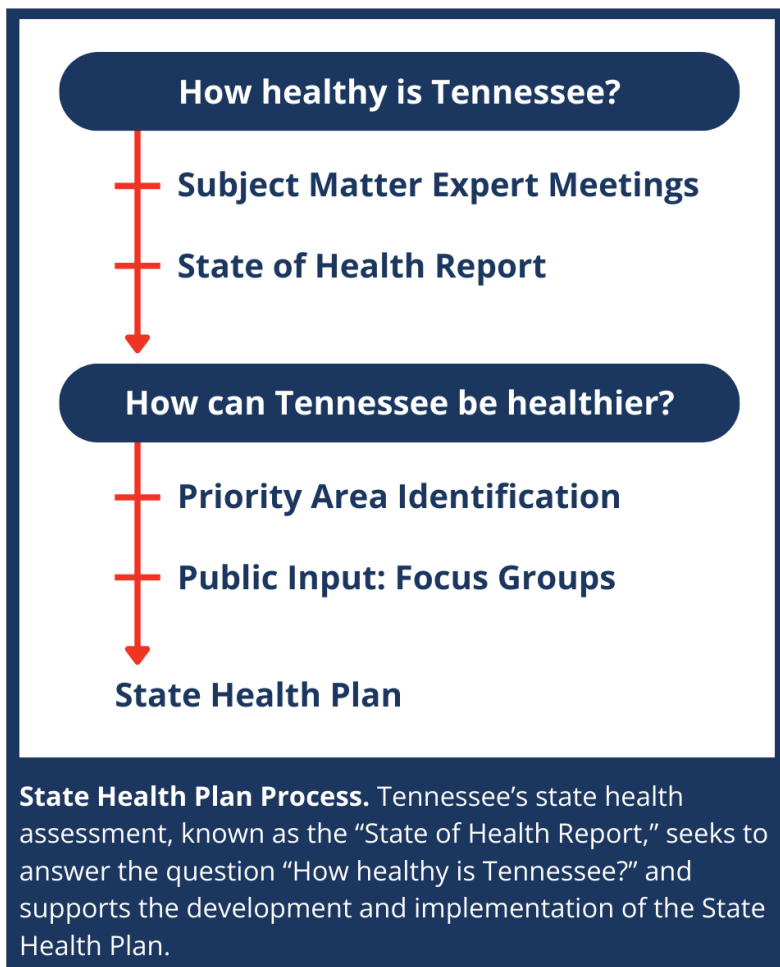 How healthy is Tennessee?
Subject Matter Expert Meetings
State of Health Report
How can Tennessee be healthier?
Priority Area Identification
Public Input: Focus Groups
State Health Plan
State Health Plan Process. Tennessee’s state health
assessment, known as the “State of Health Report,” seeks to
answer the question “How healthy is Tennessee?” and
supports the development and implementation of the State
Health Plan.